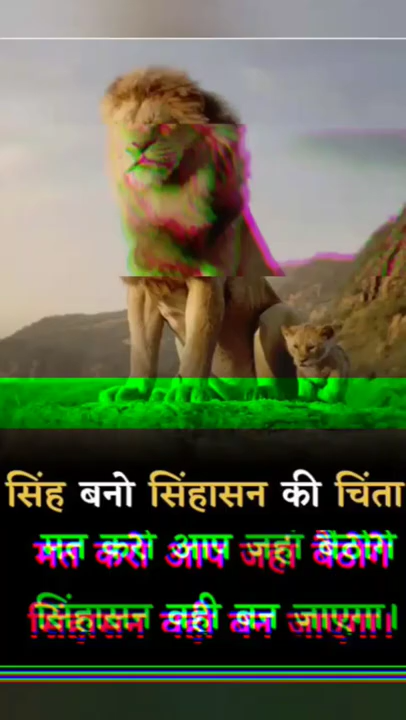 सिंह बनो सिंहासन की चिंता
मत करो आप जहां बैठोगे
सिंहासन वही बन जाएगा।